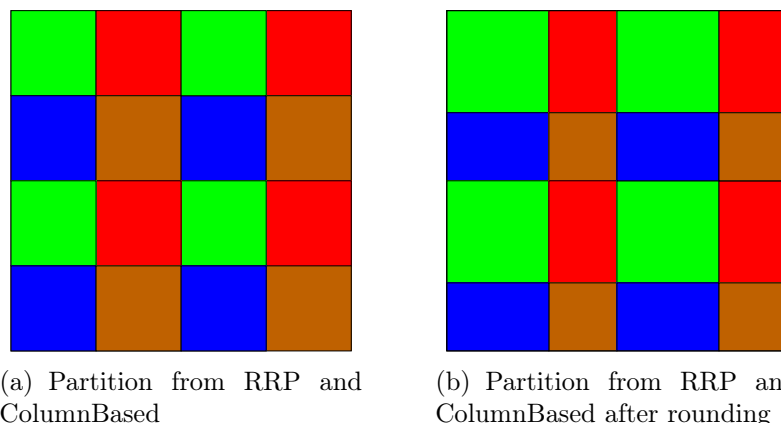 (a) Partition from RRP and
ColumnBased
(b) Partition from RRP an
ColumnBased after rounding